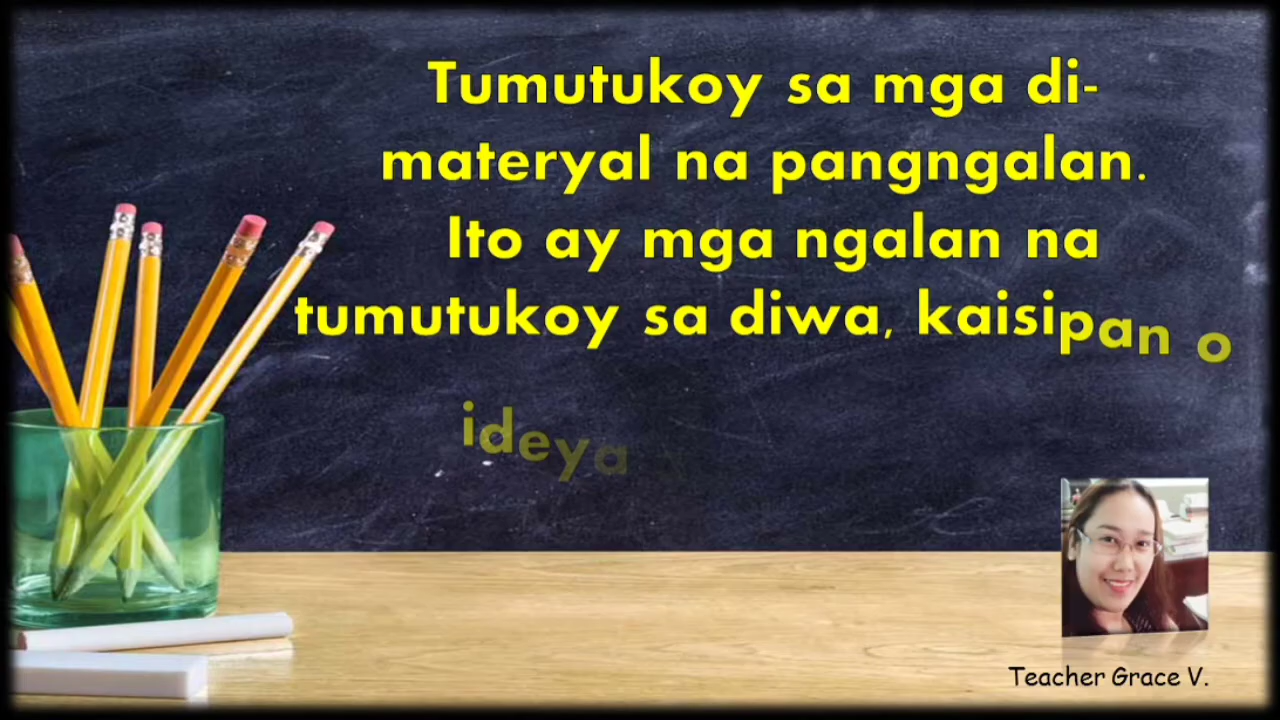 Tumutukoy sa mga di-
materyal na pangngalan.
Ito ay mga ngalan na
tumutukoy sa diwa, kaisipan o
ideya
Teacher Grace V.